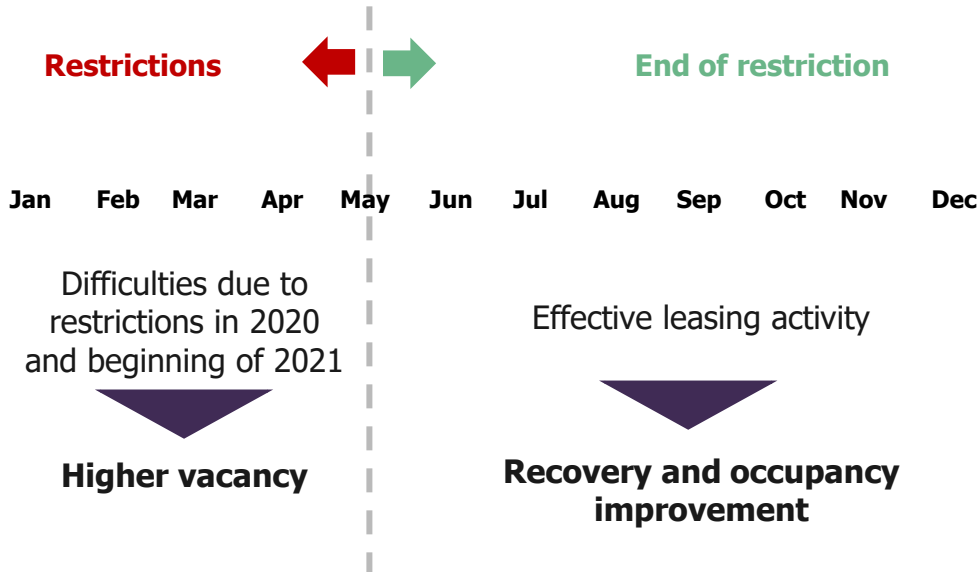 Restrictions
End of restriction
Jan Feb Mar Apr May Jun Jul Aug Sep Oct Nov Dec
Difficulties due to
restrictions in 2020
and beginning of 2021
Effective leasing activity
Higher vacancy
Recovery and occupancy
improvement